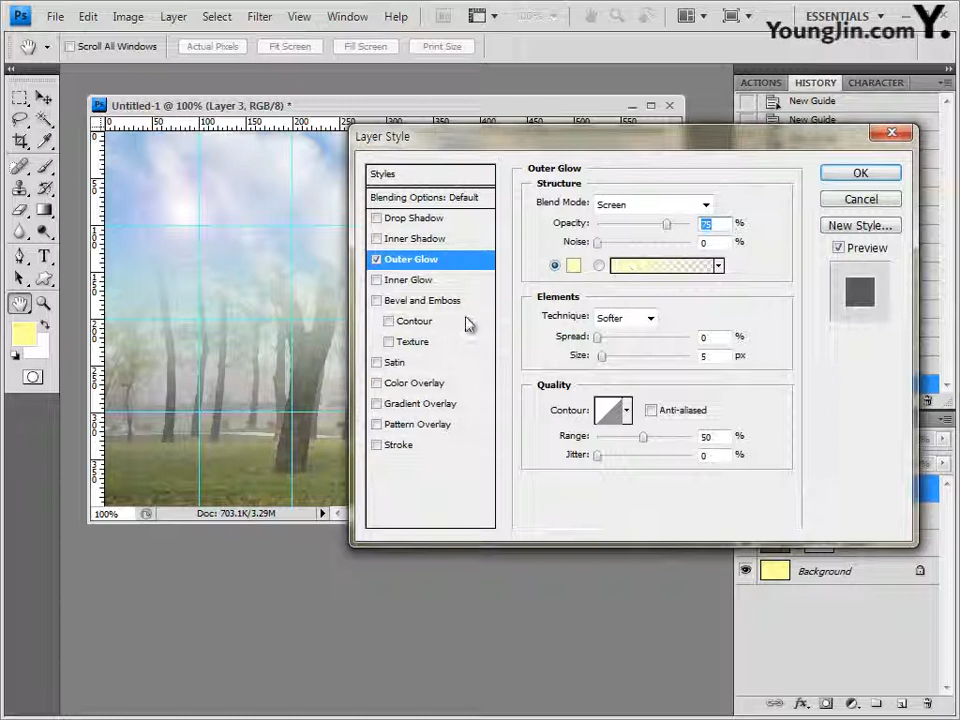 File Edit Image Layer Select Filter View Window Help
ESSENTIALS
YoungJin.com Y.
Scroll All Windows Actual Pixels Fit Screen Fill Screen Print Size
ACTIONS HISTORY CHARACTER
New Guide
New Guide
Untitled-1 @ 100% (Layer 3, RGB/8) *
Layer Style
Styles
Blending Options: Default
Drop Shadow
Inner Shadow
Outer Glow
Inner Glow
Bevel and Emboss
Contour
Texture
Satin
Color Overlay
Gradient Overlay
Pattern Overlay
Stroke
Outer Glow
Structure
Blend Mode: Screen
Opacity: 75 %
Noise: 0 %
Elements
Technique: Softer
Spread: 0 %
Size: 5 px
Quality
Contour: Anti-aliased
Range: 50 %
Jitter: 0 %
OK
Cancel
New Style...
Preview
100% Doc: 703.1K/3.29M
Background